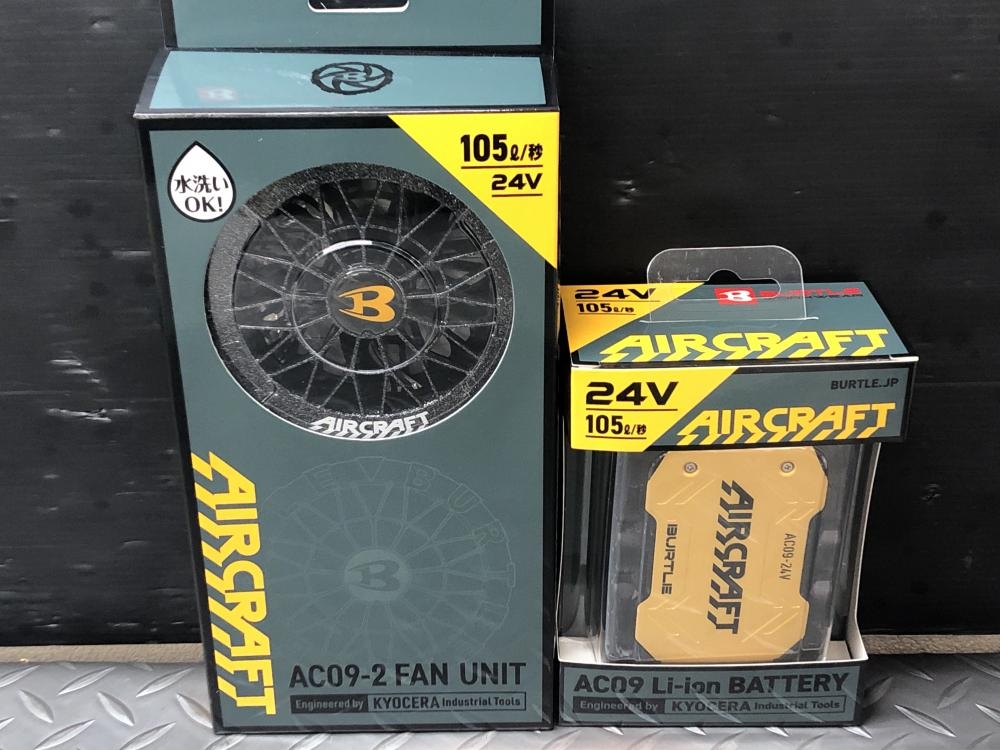 105ℓ/秒
24V
水洗い
OK!
B
AIRCRAFT
AIRCRAFT
B
AC09-2 FAN UNIT
Engineered by KYOCERA Industrial Tools
24V
105ℓ/秒
BURTLE
AIRCRAFT
24V
105ℓ/秒
BURTLE.JP
AIRCRAFT
AIRCRAFT
BURTLE
AC09-24V
AC09 Li-ion BATTERY
Engineered by KYOCERA Industrial Tools